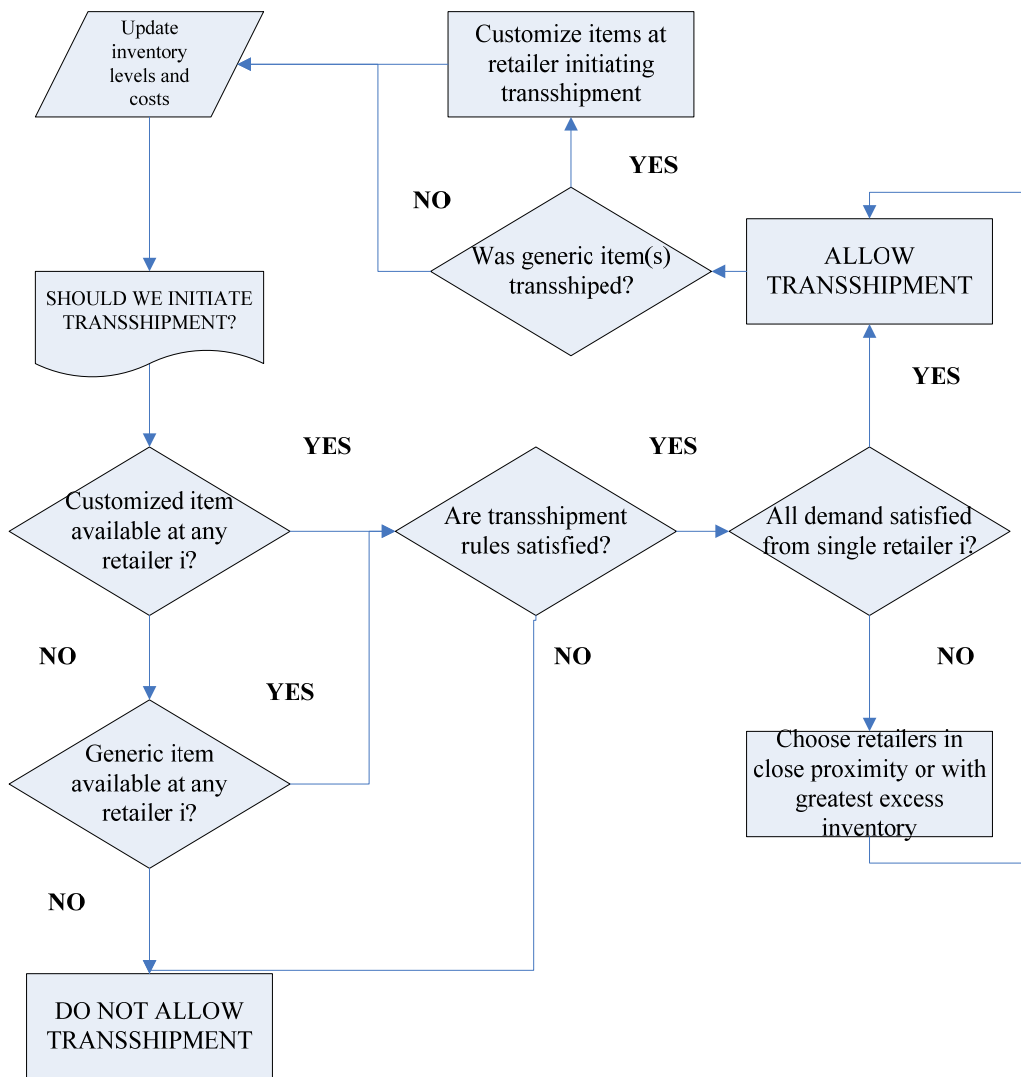 Update
inventory
levels and
costs
Customize items at
retailer initiating
transshipment
YES
NO
Was generic item(s)
transshiped?
ALLOW
TRANSSHIPMENT
SHOULD WE INITIATE
TRANSSHIPMENT?
YES
YES
YES
Customized item
available at any
retailer i?
Are transshipment
rules satisfied?
All demand satisfied
from single retailer i?
NO
NO
NO
YES
Generic item
available at any
retailer i?
Choose retailers in
close proximity or with
greatest excess
inventory
NO
DO NOT ALLOW
TRANSSHIPMENT